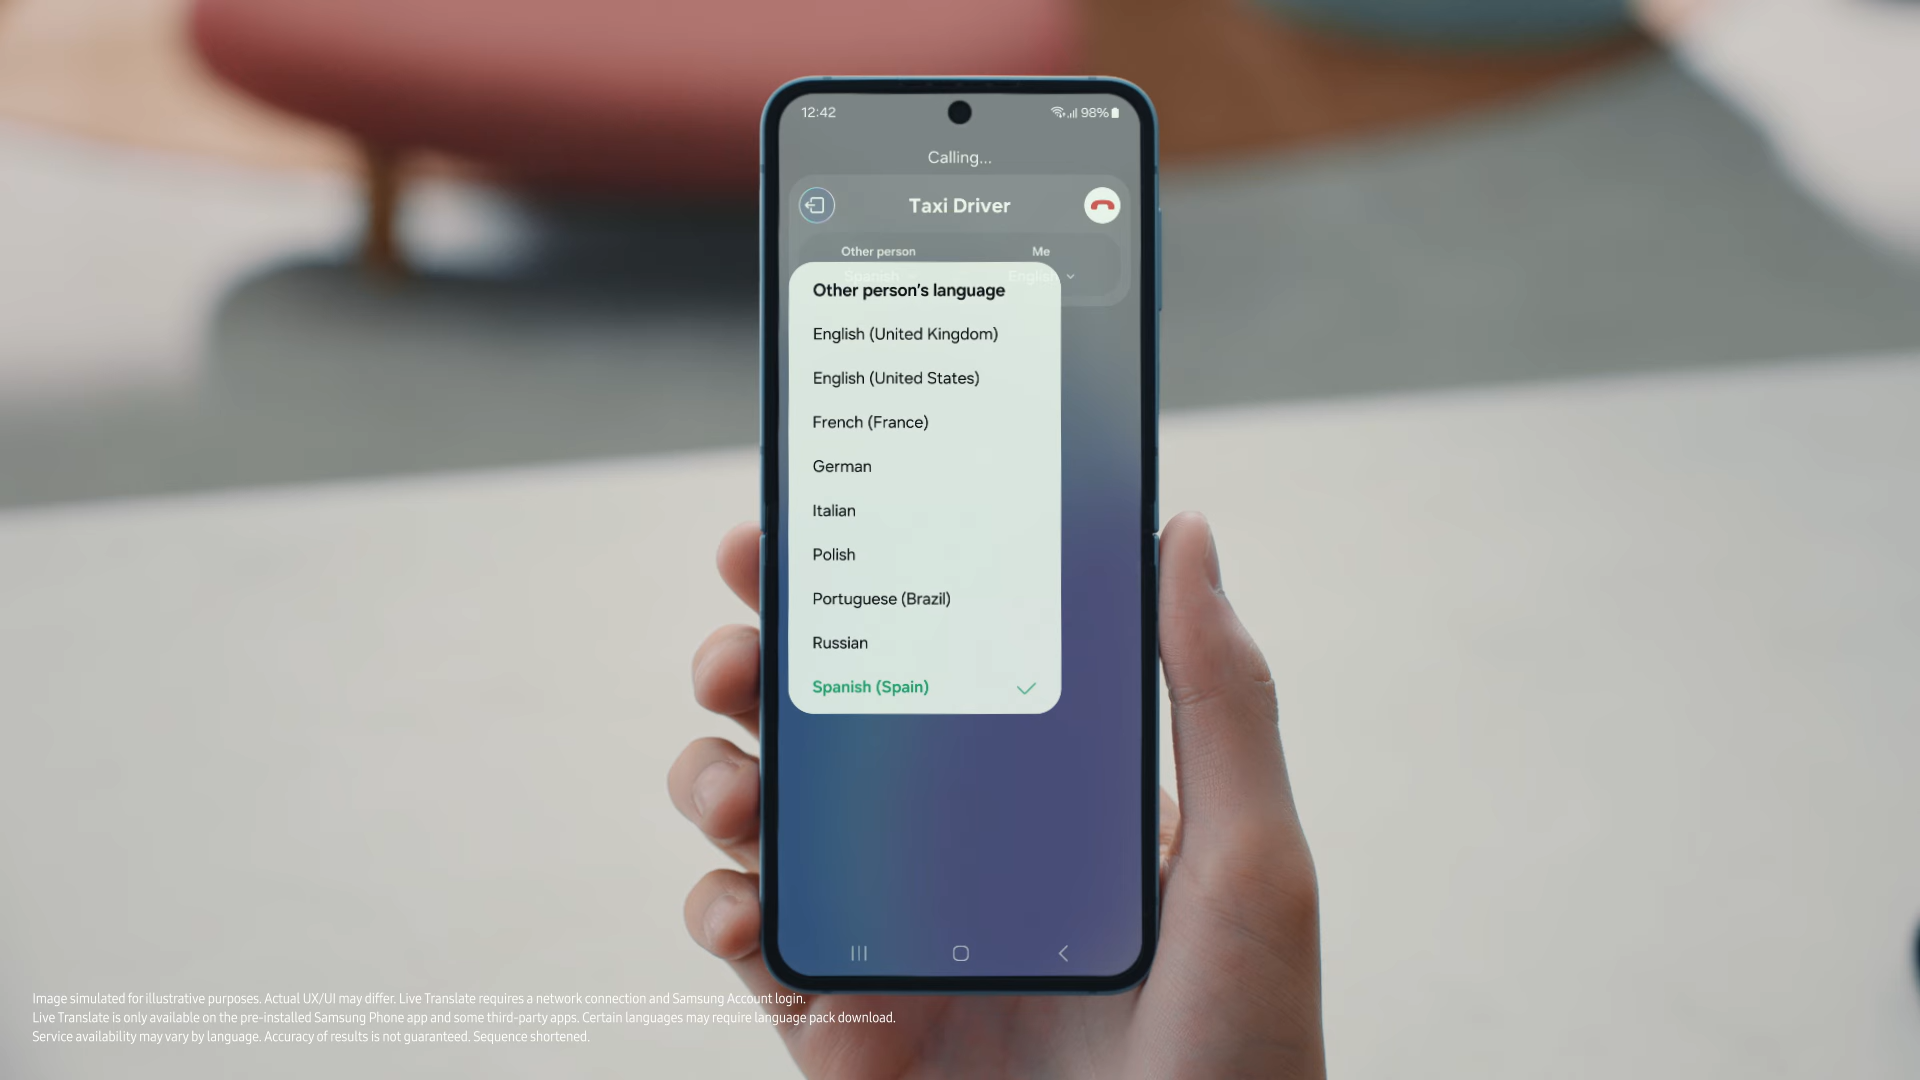 12:42
98%
Calling...
Taxi Driver
Other person
Me
Spanish
English
Other person's language
English (United Kingdom)
English (United States)
French (France)
German
Italian
Polish
Portuguese (Brazil)
Russian
Spanish (Spain)
Image simulated for illustrative purposes. Actual UX/UI may differ. Live Translate requires a network connection and Samsung Account login.
Live Translate is only available on the pre-installed Samsung Phone app and some third-party apps. Certain languages may require language pack download.
Service availability may vary by language. Accuracy of results is not guaranteed. Sequence shortened.